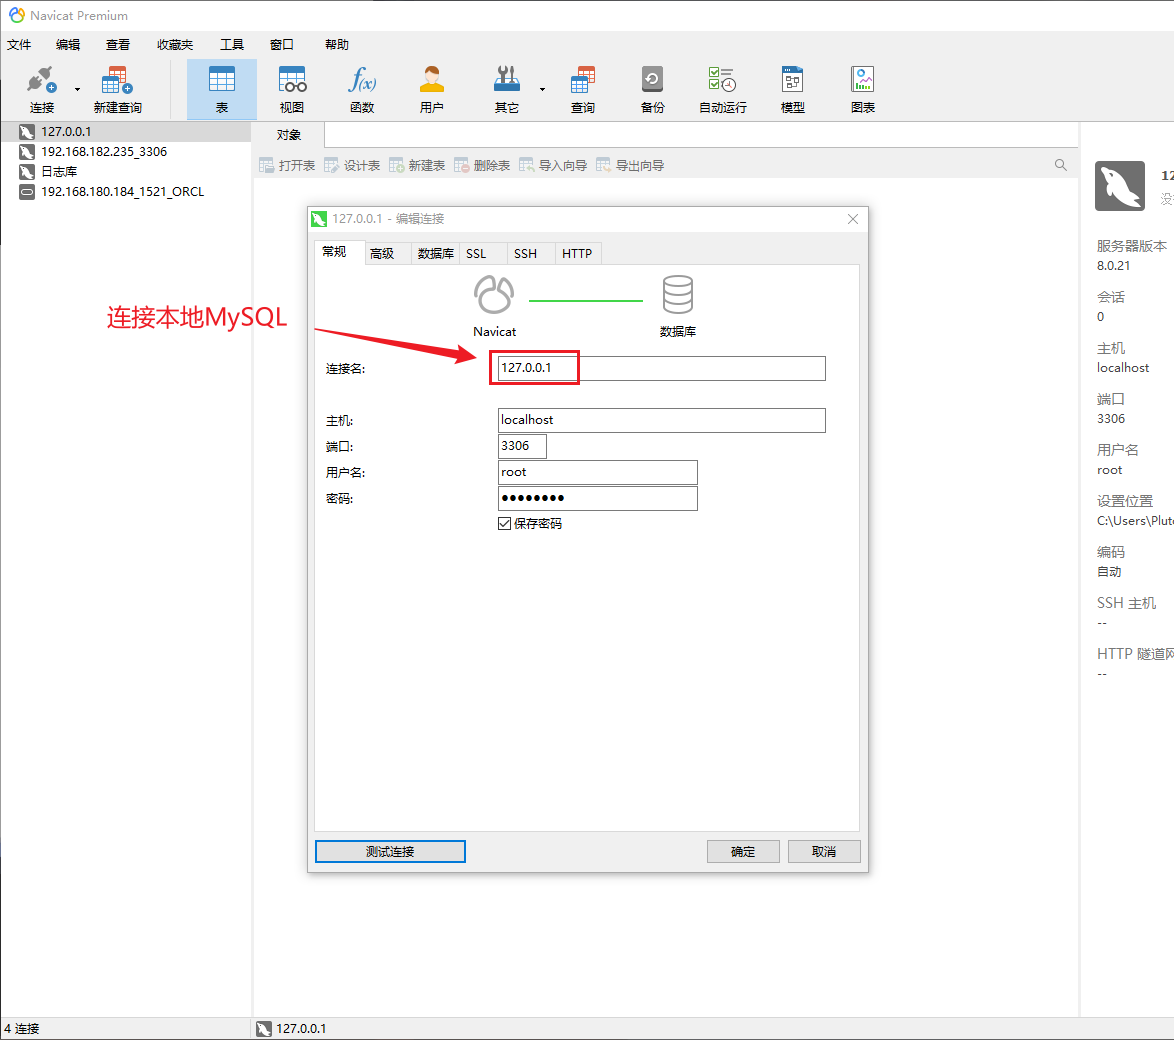 Navicat Premium
文件 编辑 查看 收藏夹 工具 窗口 帮助
连接 新建查询 表 视图 函数 用户 其它 查询 备份 自动运行 模型 图表
f(x)
127.0.0.1
192.168.182.235_3306
日志库
192.168.180.184_1521_ORCL
对象
打开表 设计表 新建表 删除表 导入向导 导出向导
127.0.0.1 - 编辑连接
常规 高级 数据库 SSL SSH HTTP
Navicat 数据库
连接本地MySQL
连接名: 127.0.0.1
主机: localhost
端口: 3306
用户名: root
密码: ●●●●●●●●
保存密码
测试连接 确定 取消
12
服务器版本
8.0.21
会话
0
主机
localhost
端口
3306
用户名
root
设置位置
C:\Users\Plut
编码
自动
SSH 主机
--
HTTP 隧道网
--
4 连接 127.0.0.1